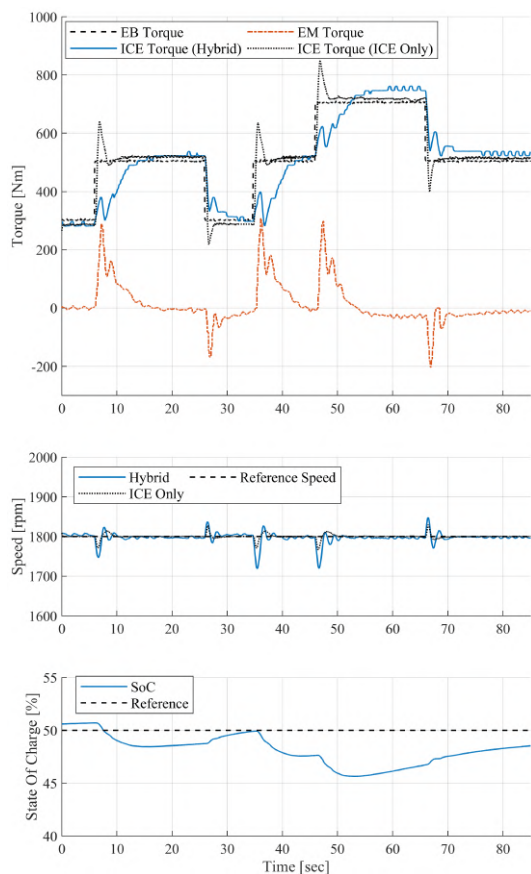 EB Torque EM Torque
ICE Torque (Hybrid) ICE Torque (ICE Only)
1000
800
600
400
200
0
-200
Torque [Nm]
0 10 20 30 40 50 60 70 80
2000
1900
1800
1700
1600
Speed [rpm]
Hybrid Reference Speed
ICE Only
0 10 20 30 40 50 60 70 80
55
50
45
40
State Of Charge [%]
SoC
Reference
0 10 20 30 40 50 60 70 80
Time [sec]